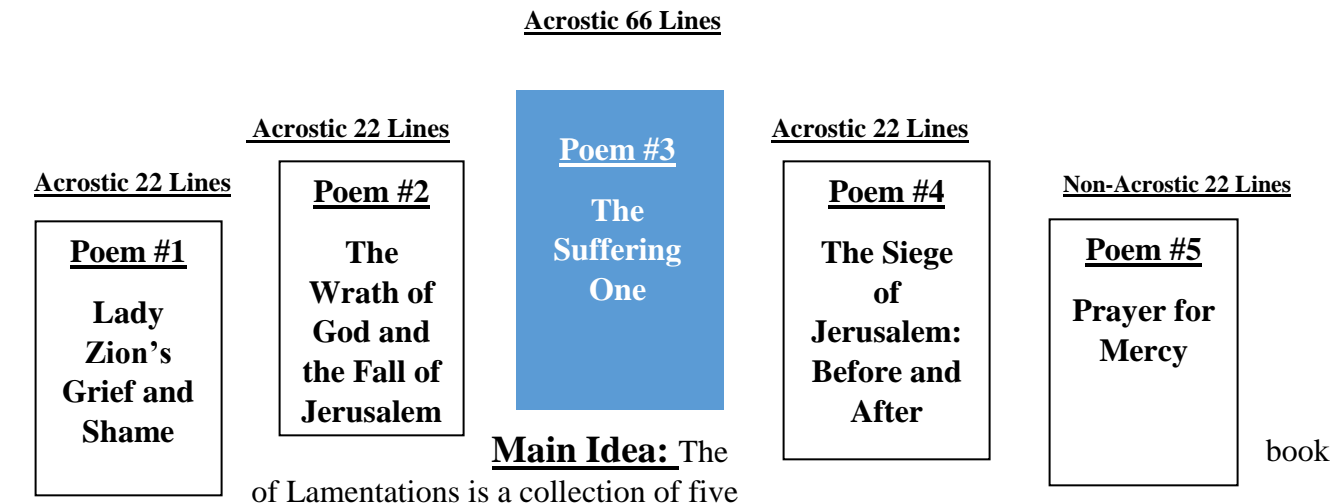 Acrostic 66 Lines
Acrostic 22 Lines
Acrostic 22 Lines
Acrostic 22 Lines
Non-Acrostic 22 Lines
Poem #1
Lady
Zion’s
Grief and
Shame
Poem #2
The
Wrath of
God and
the Fall of
Jerusalem
Poem #3
The
Suffering
One
Poem #4
The Siege
of
Jerusalem:
Before and
After
Poem #5
Prayer for
Mercy
Main Idea: The book
of Lamentations is a collection of five